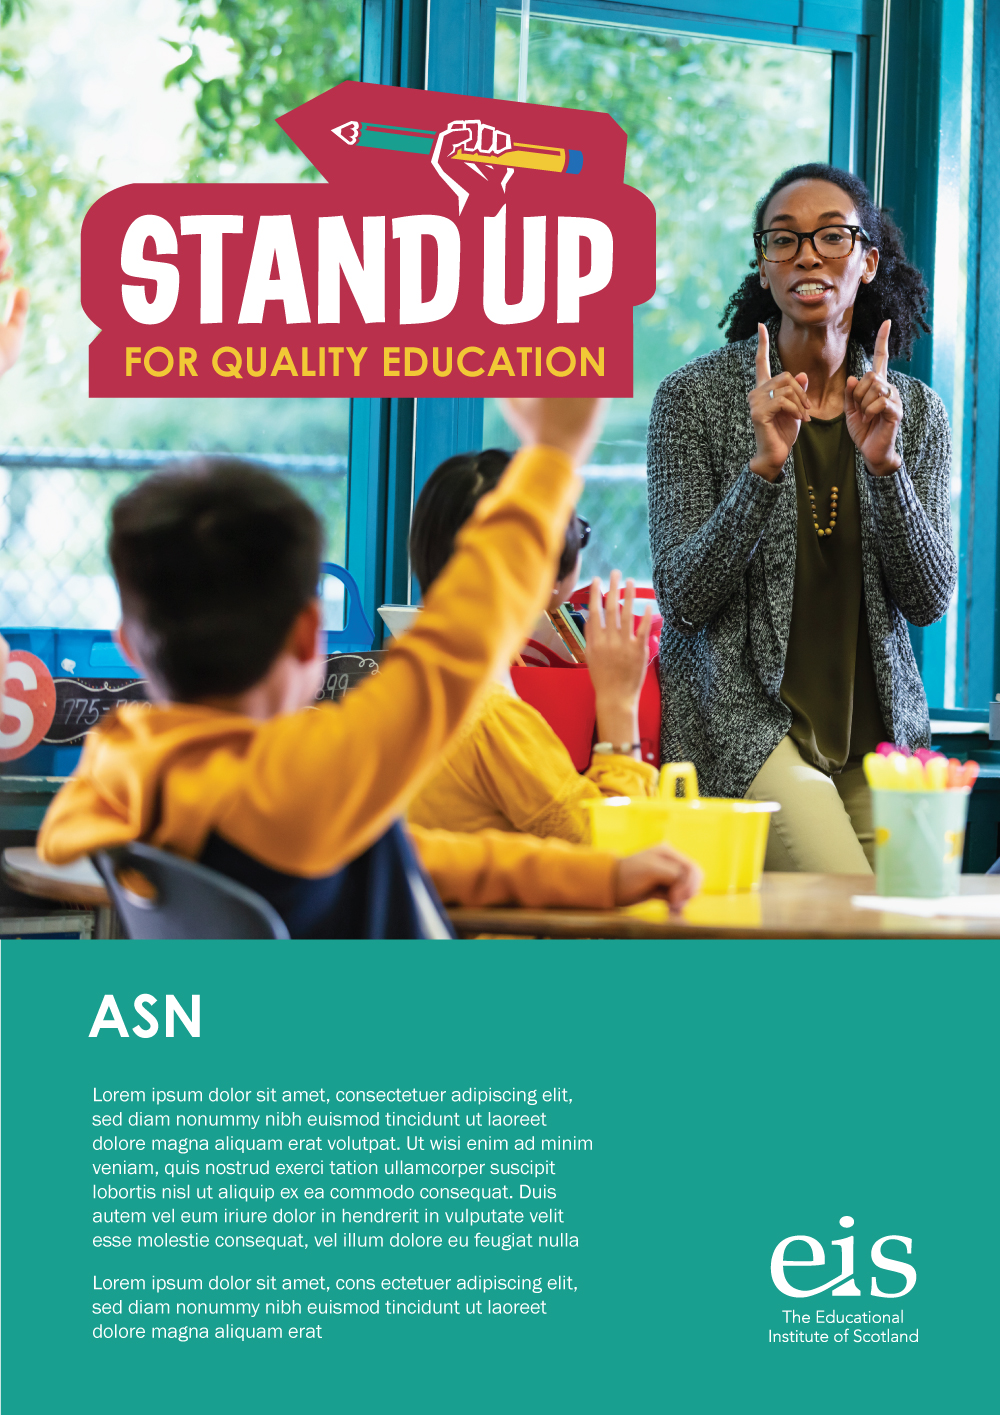 STAND UP
FOR QUALITY EDUCATION
S
775-
899
ASN
Lorem ipsum dolor sit amet, consectetuer adipiscing elit,
sed diam nonummy nibh euismod tincidunt ut laoreet
dolore magna aliquam erat volutpat. Ut wisi enim ad minim
veniam, quis nostrud exerci tation ullamcorper suscipit
lobortis nisl ut aliquip ex ea commodo consequat. Duis
autem vel eum iriure dolor in hendrerit in vulputate velit
esse molestie consequat, vel illum dolore eu feugiat nulla
Lorem ipsum dolor sit amet, cons ectetuer adipiscing elit,
sed diam nonummy nibh euismod tincidunt ut laoreet
dolore magna aliquam erat
eis
The Educational
Institute of Scotland